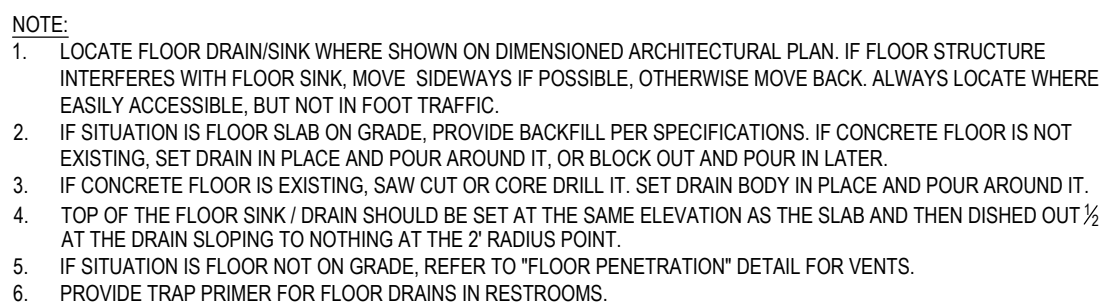 NOTE:
1. LOCATE FLOOR DRAIN/SINK WHERE SHOWN ON DIMENSIONED ARCHITECTURAL PLAN. IF FLOOR STRUCTURE
INTERFERES WITH FLOOR SINK, MOVE SIDEWAYS IF POSSIBLE, OTHERWISE MOVE BACK. ALWAYS LOCATE WHERE
EASILY ACCESSIBLE, BUT NOT IN FOOT TRAFFIC.
2. IF SITUATION IS FLOOR SLAB ON GRADE, PROVIDE BACKFILL PER SPECIFICATIONS. IF CONCRETE FLOOR IS NOT
EXISTING, SET DRAIN IN PLACE AND POUR AROUND IT, OR BLOCK OUT AND POUR IN LATER.
3. IF CONCRETE FLOOR IS EXISTING, SAW CUT OR CORE DRILL IT. SET DRAIN BODY IN PLACE AND POUR AROUND IT.
4. TOP OF THE FLOOR SINK / DRAIN SHOULD BE SET AT THE SAME ELEVATION AS THE SLAB AND THEN DISHED OUT ½
AT THE DRAIN SLOPING TO NOTHING AT THE 2' RADIUS POINT.
5. IF SITUATION IS FLOOR NOT ON GRADE, REFER TO "FLOOR PENETRATION" DETAIL FOR VENTS.
6. PROVIDE TRAP PRIMER FOR FLOOR DRAINS IN RESTROOMS.